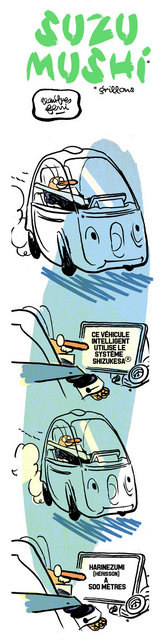 SUZU
MUSHi*
* grillons
CE VÉHICULE
INTELLIGENT
UTILISE LE
SYSTÈME
SHIZUKESA®
HARINEZUMI
(HÉRISSON)
À
500 MÈTRES